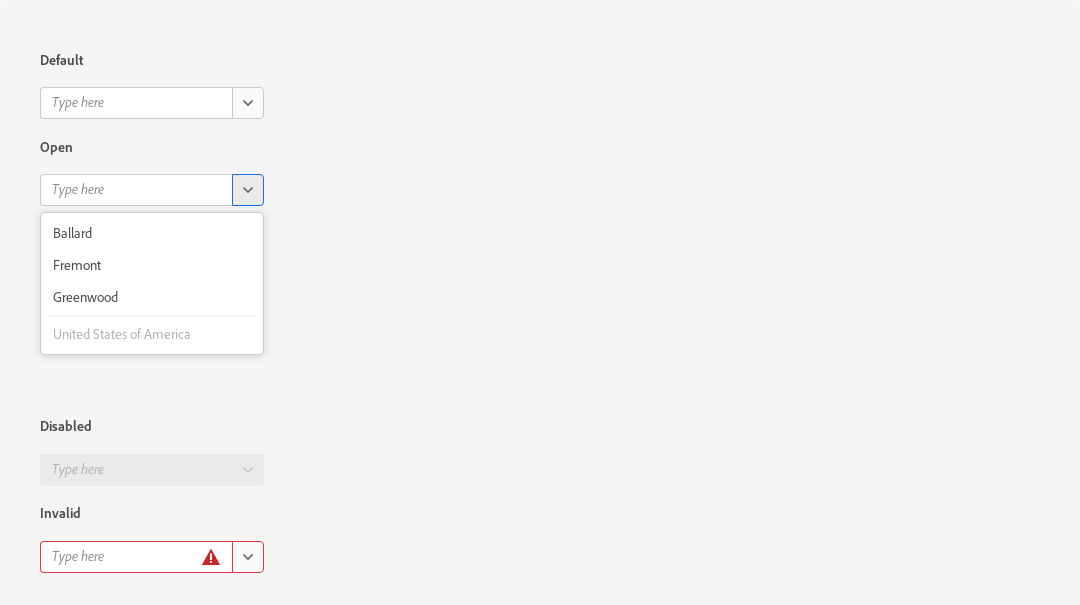 Default
Type here
Open
Type here
Ballard
Fremont
Greenwood
United States of America
Disabled
Type here
Invalid
Type here